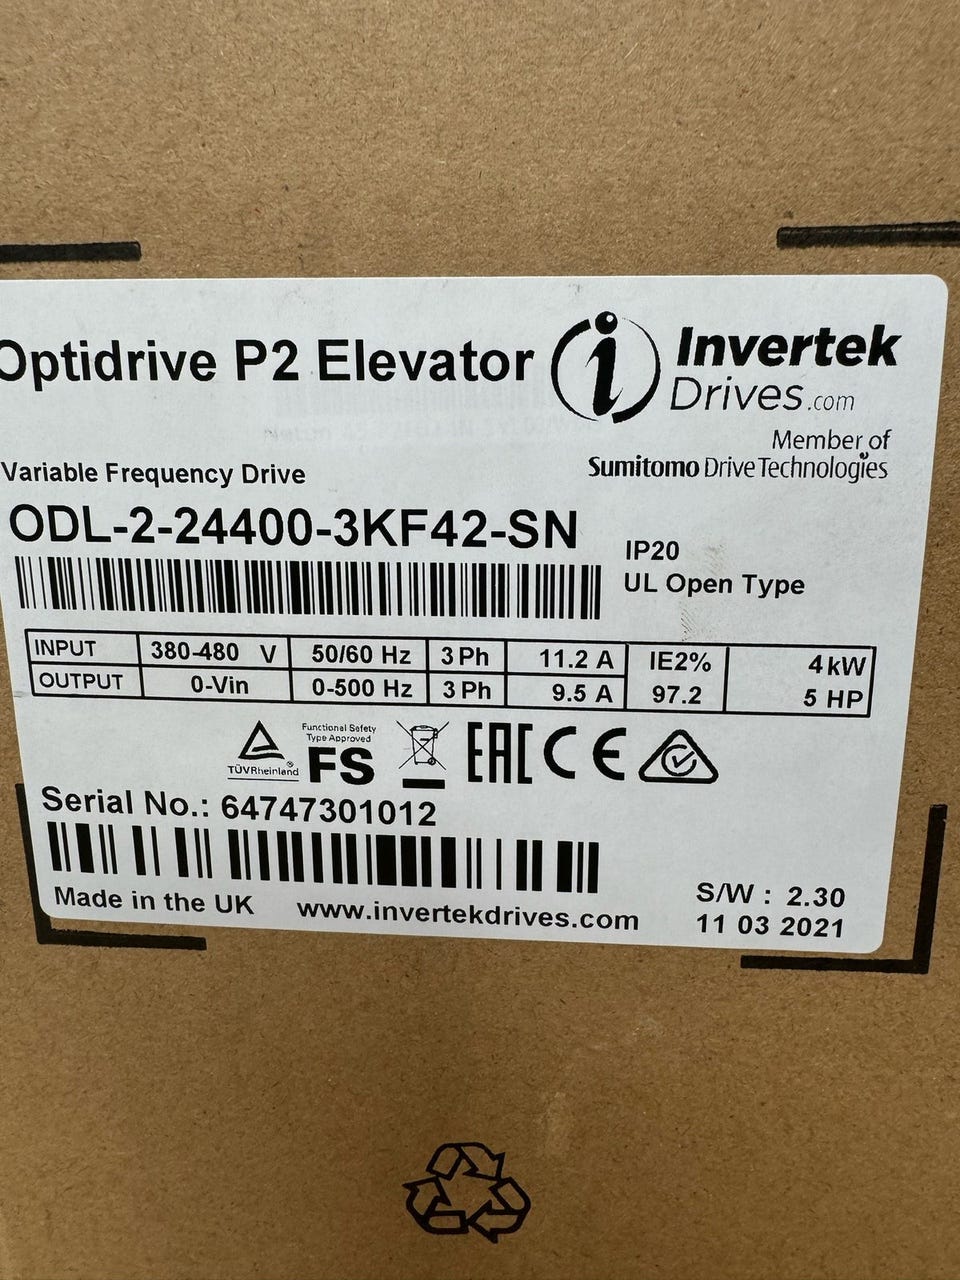 Optidrive P2 Elevator
i Invertek
Drives.com
Member of
Sumitomo Drive Technologies
Variable Frequency Drive
ODL-2-24400-3KF42-SN
IP20
UL Open Type
INPUT 380-480 V 50/60 Hz 3 Ph 11.2 A IE2% 4 kW
OUTPUT 0-Vin 0-500 Hz 3 Ph 9.5 A 97.2 5 HP
Functional Safety
Type Approved
TÜVRheinland® FS EAC CE
Serial No.: 64747301012
Made in the UK www.invertekdrives.com
S/W : 2.30
11 03 2021